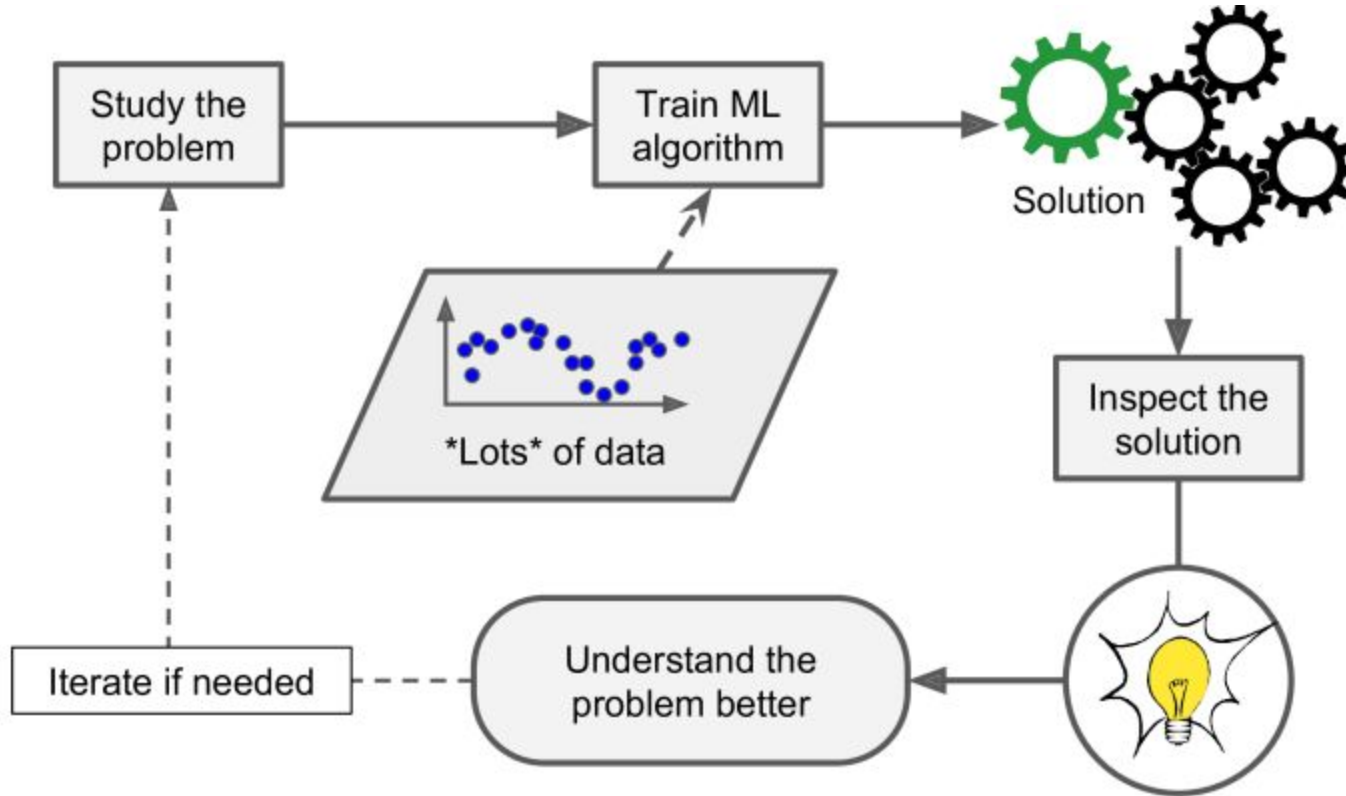 Study the
problem
Train ML
algorithm
Solution
*Lots* of data
Inspect the
solution
Understand the
problem better
Iterate if needed